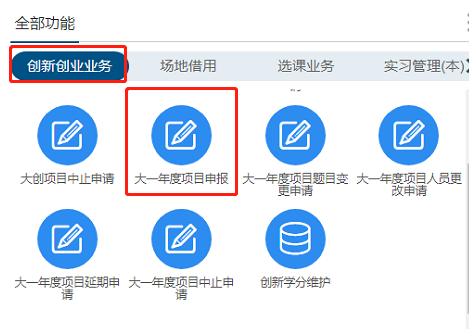 全部功能
创新创业业务 场地借用 选课业务 实习管理(本)
大创项目中止申请 大一年度项目申报 大一年度项目题目变 大一年度项目人员更
更申请 改申请
大一年度项目延期申 大一年度项目中止申 创新学分维护
请 请